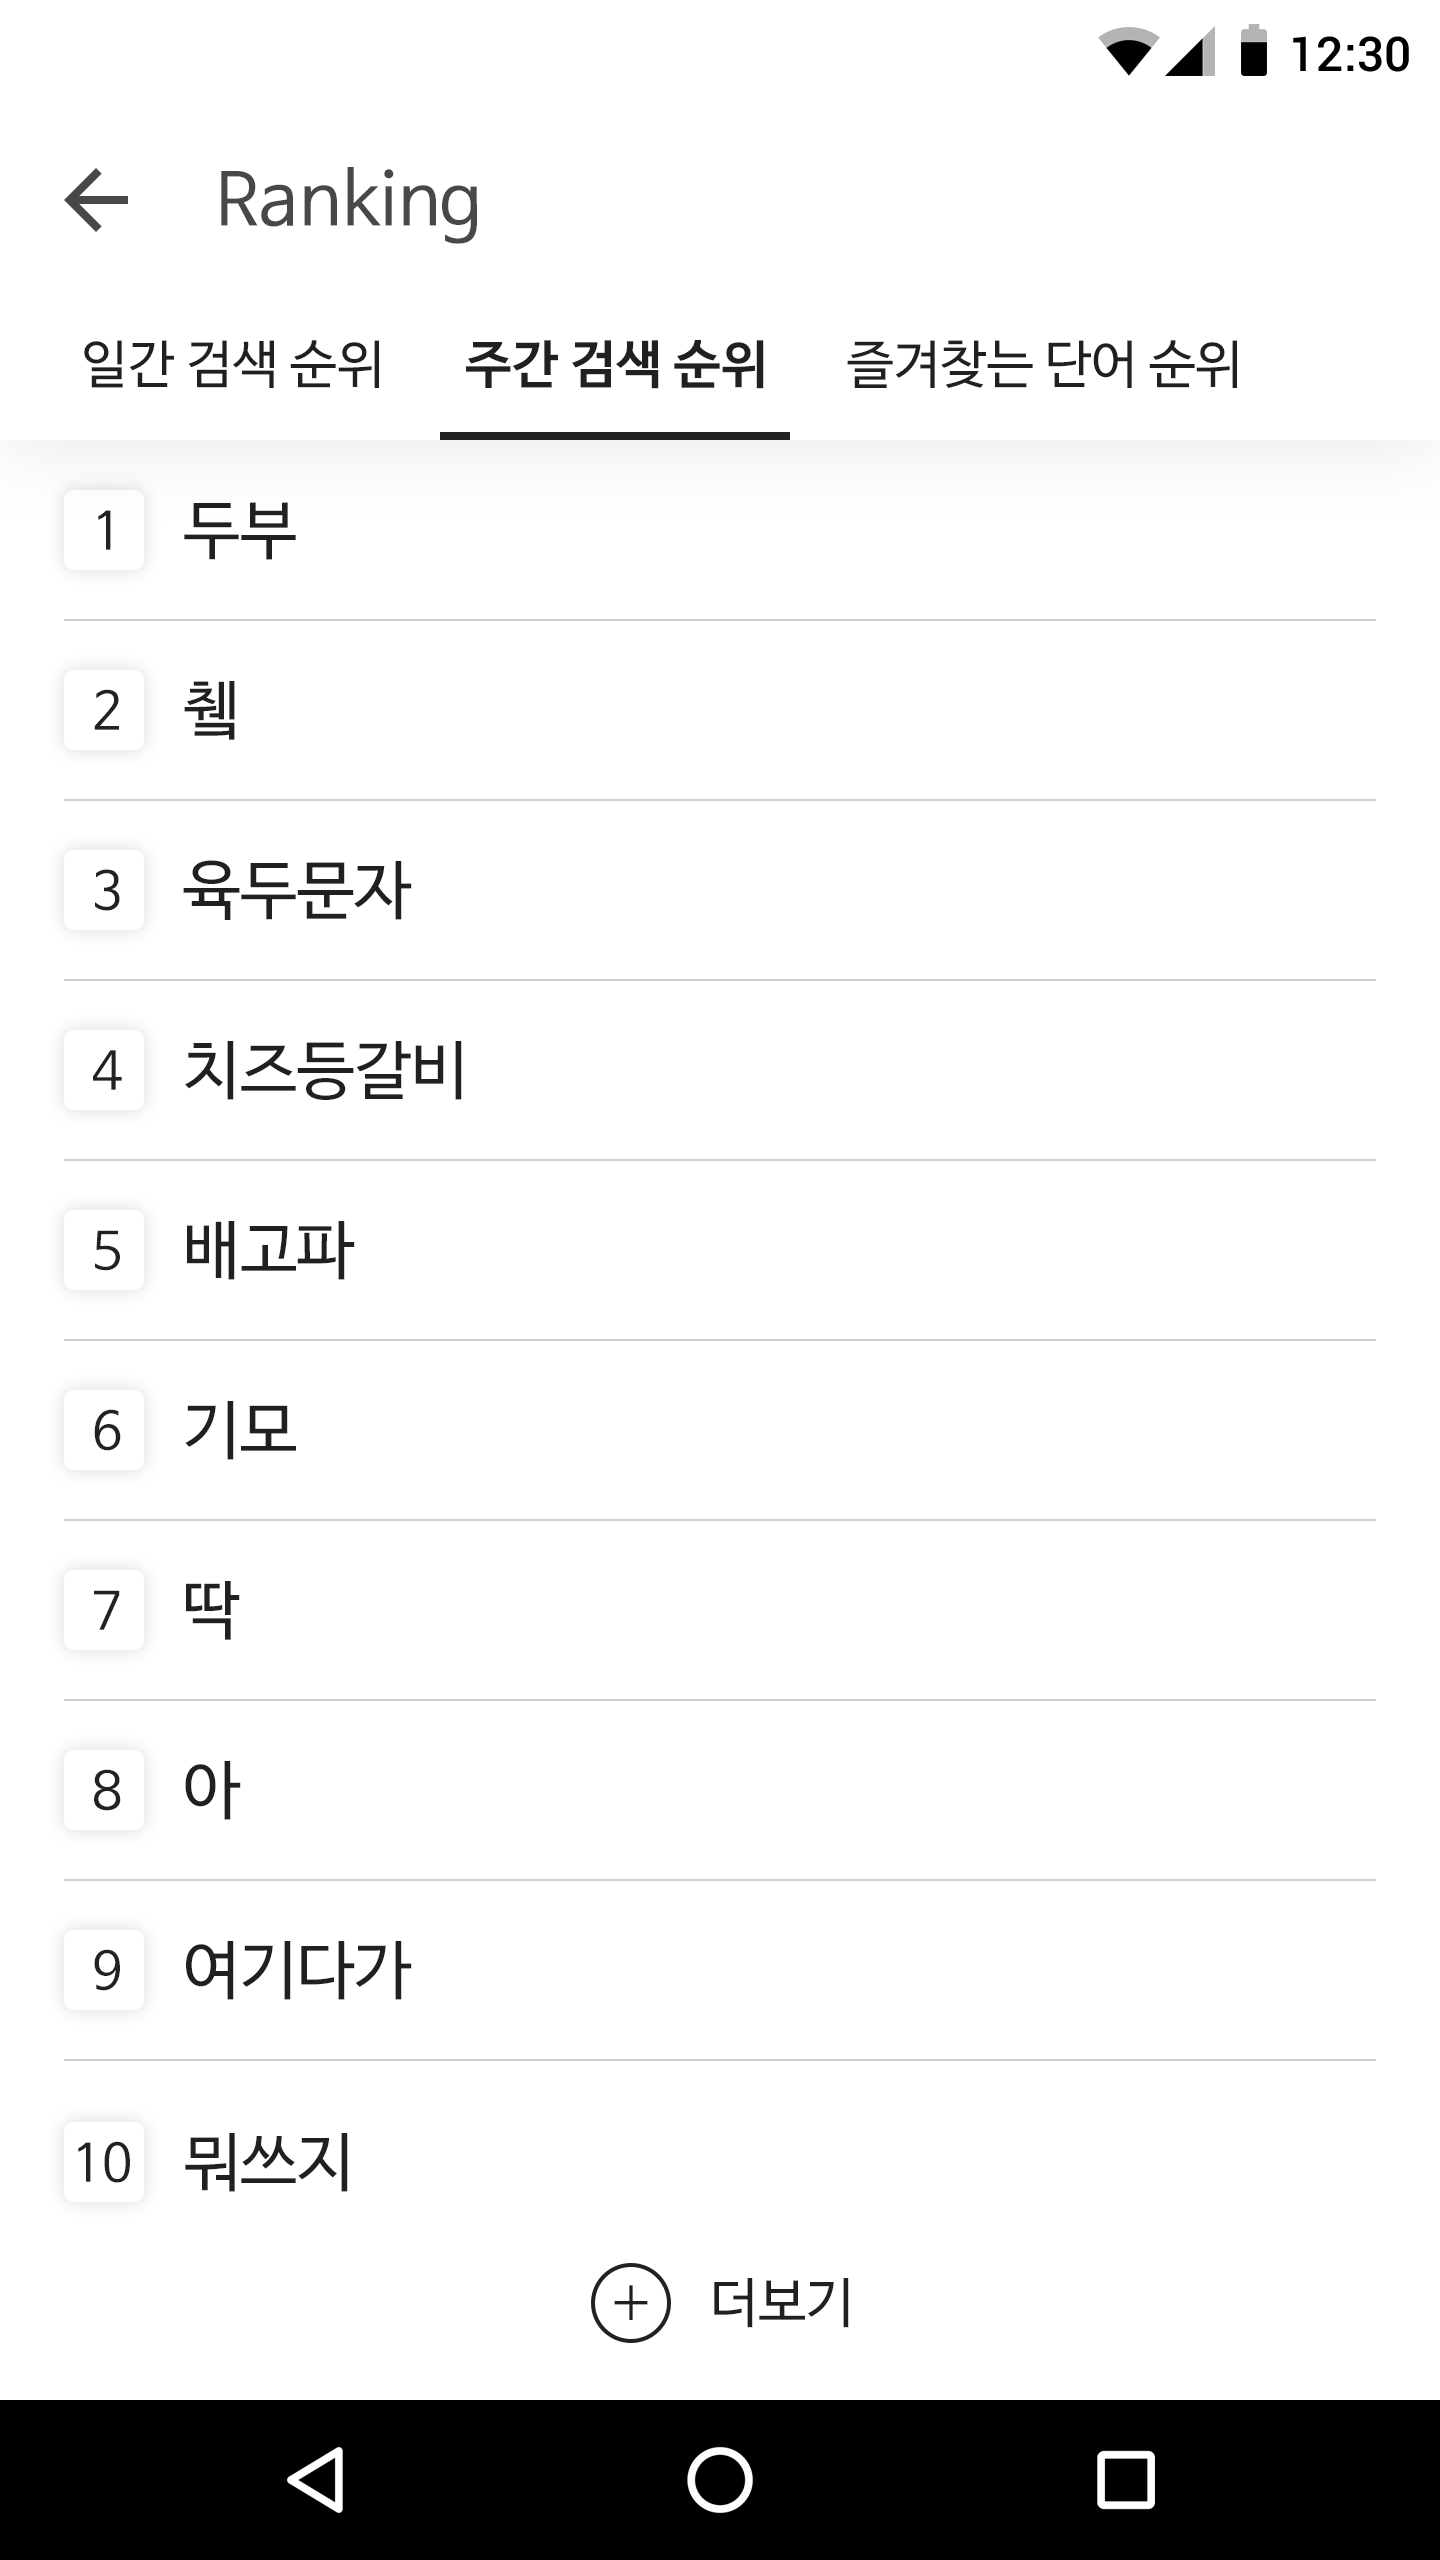 12:30
Ranking
일간 검색 순위 주간 검색 순위 즐겨찾는 단어 순위
1 두부
2
3 육두문자
4 치즈등갈비
5 배고파
6 기모
7 딱
8 아
9 여기다가
10 뭐쓰지
더보기